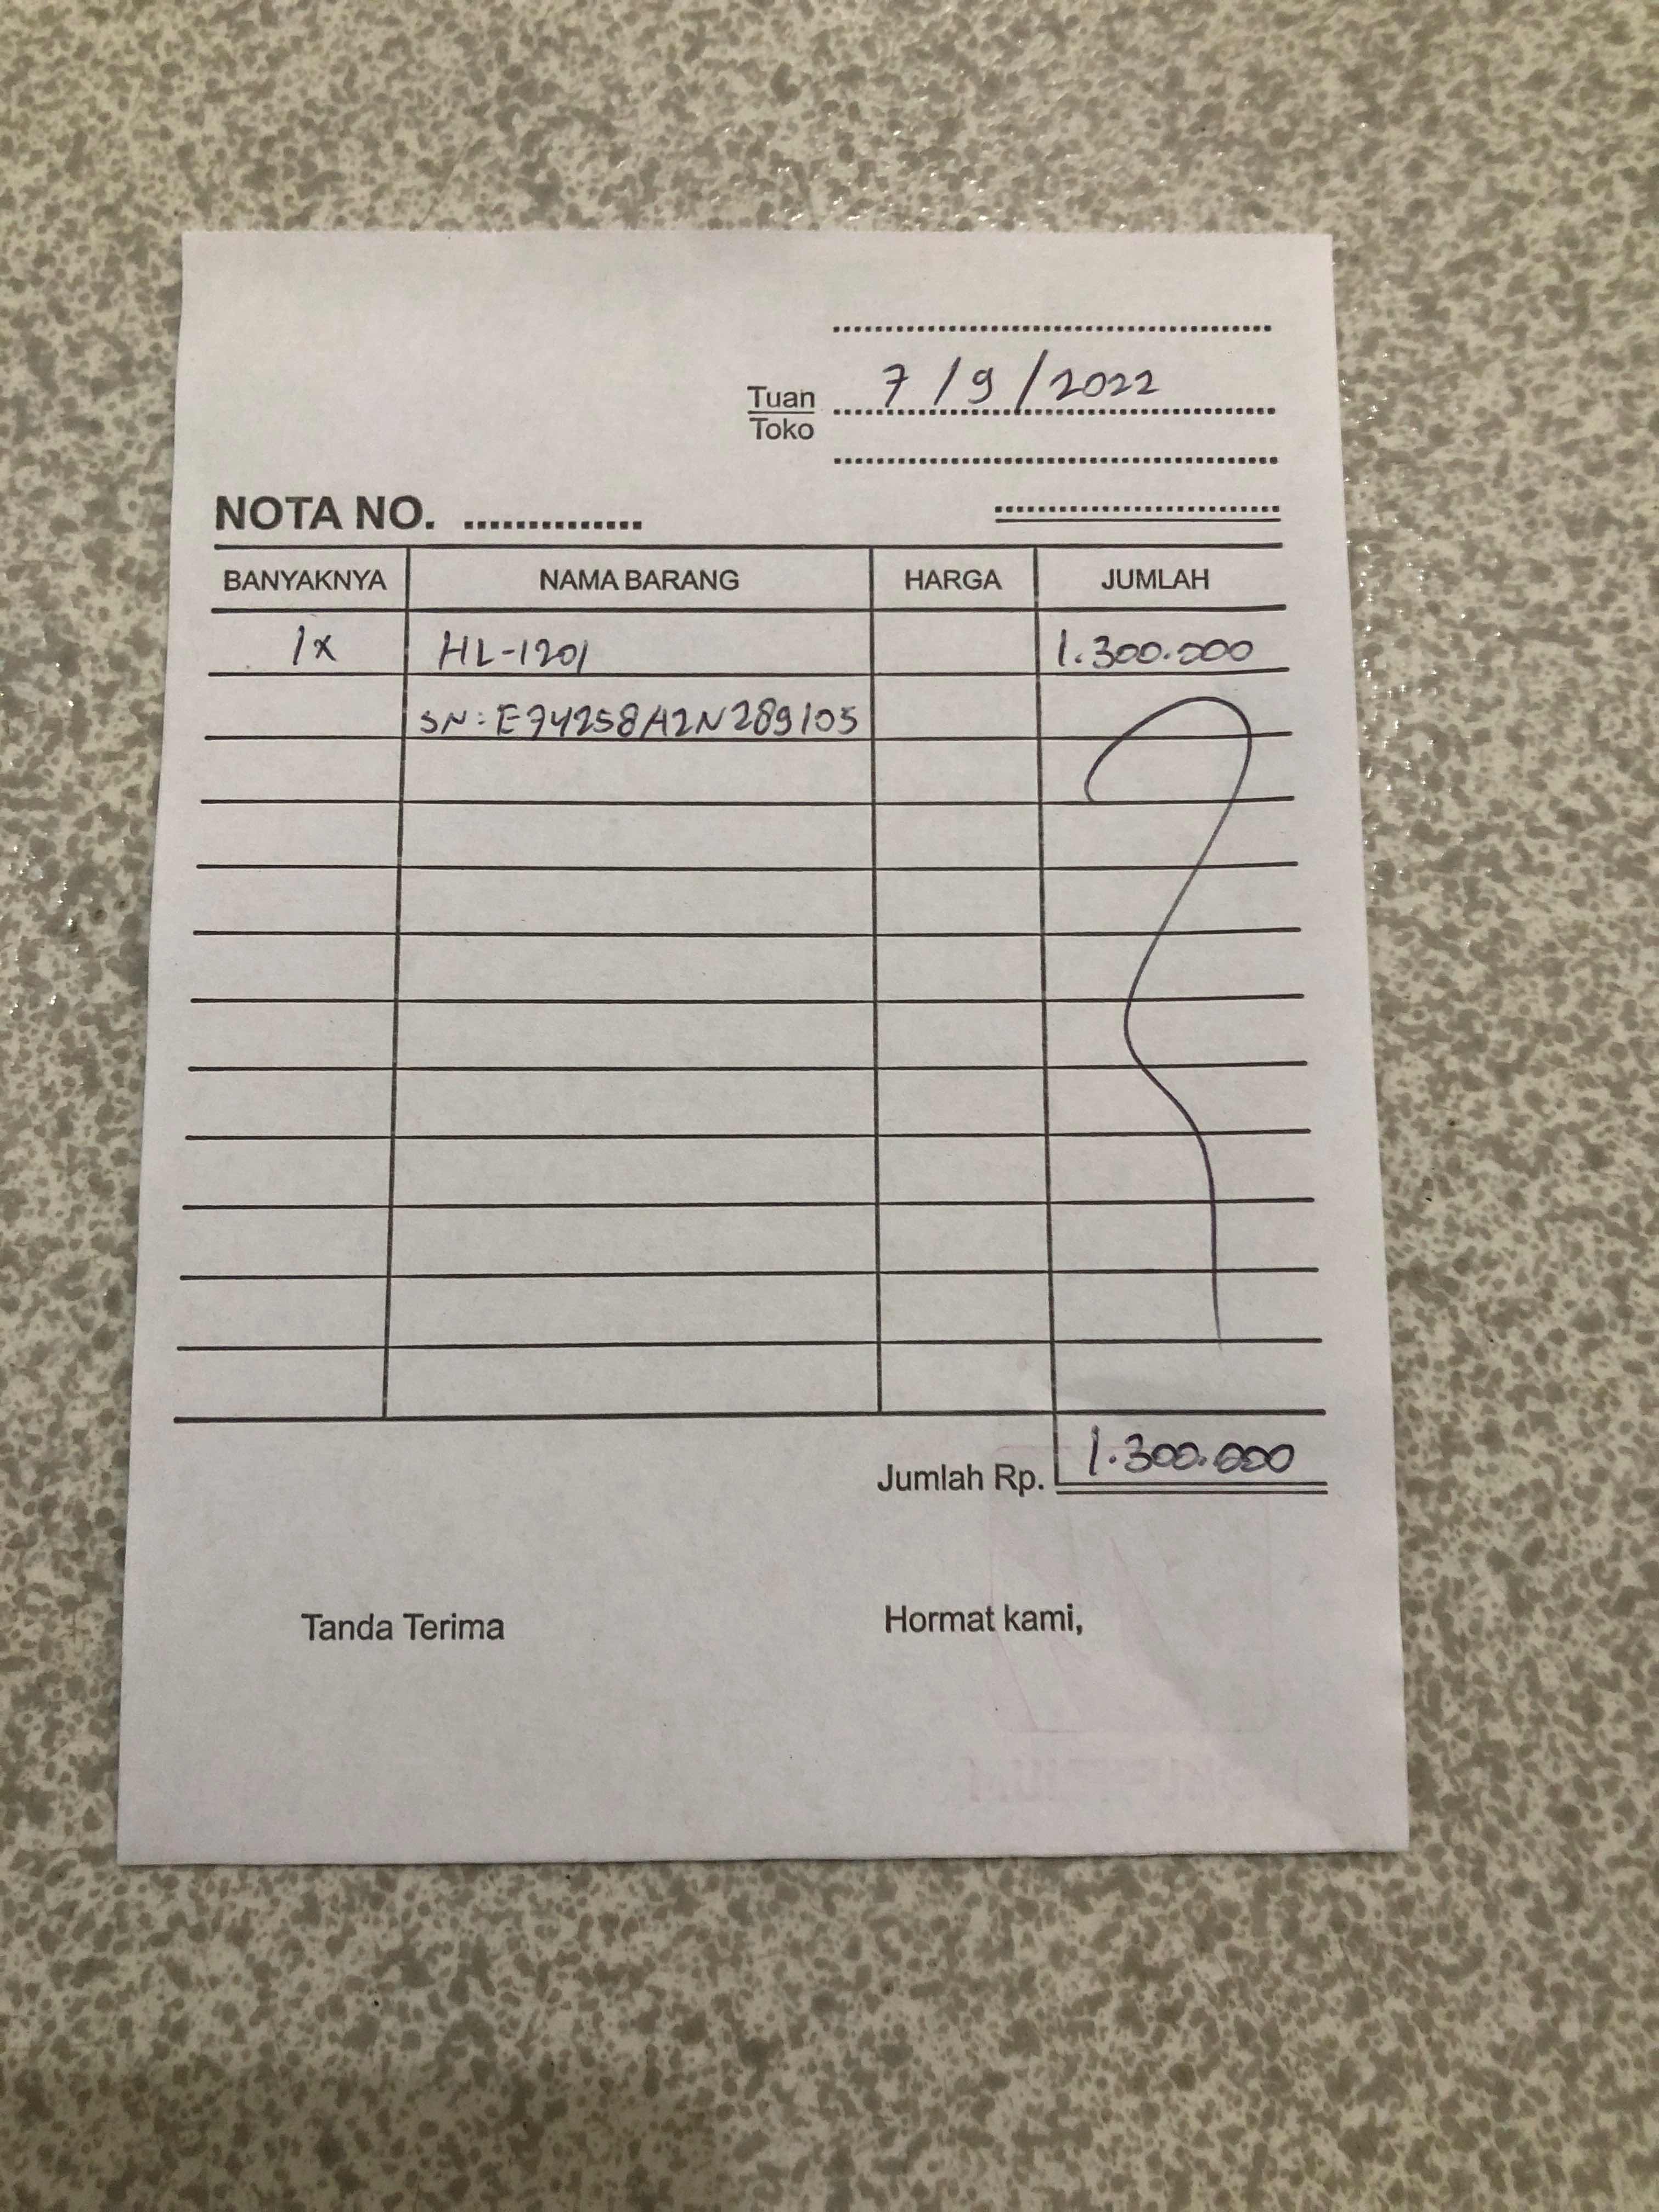 7/9/2022
Tuan
Toko
NOTA NO. ..............
BANYAKNYA NAMA BARANG HARGA JUMLAH
1x HL-1201 1.300.000
SN: E74258A2N289105
Jumlah Rp. 1.300.000
Tanda Terima Hormat kami,